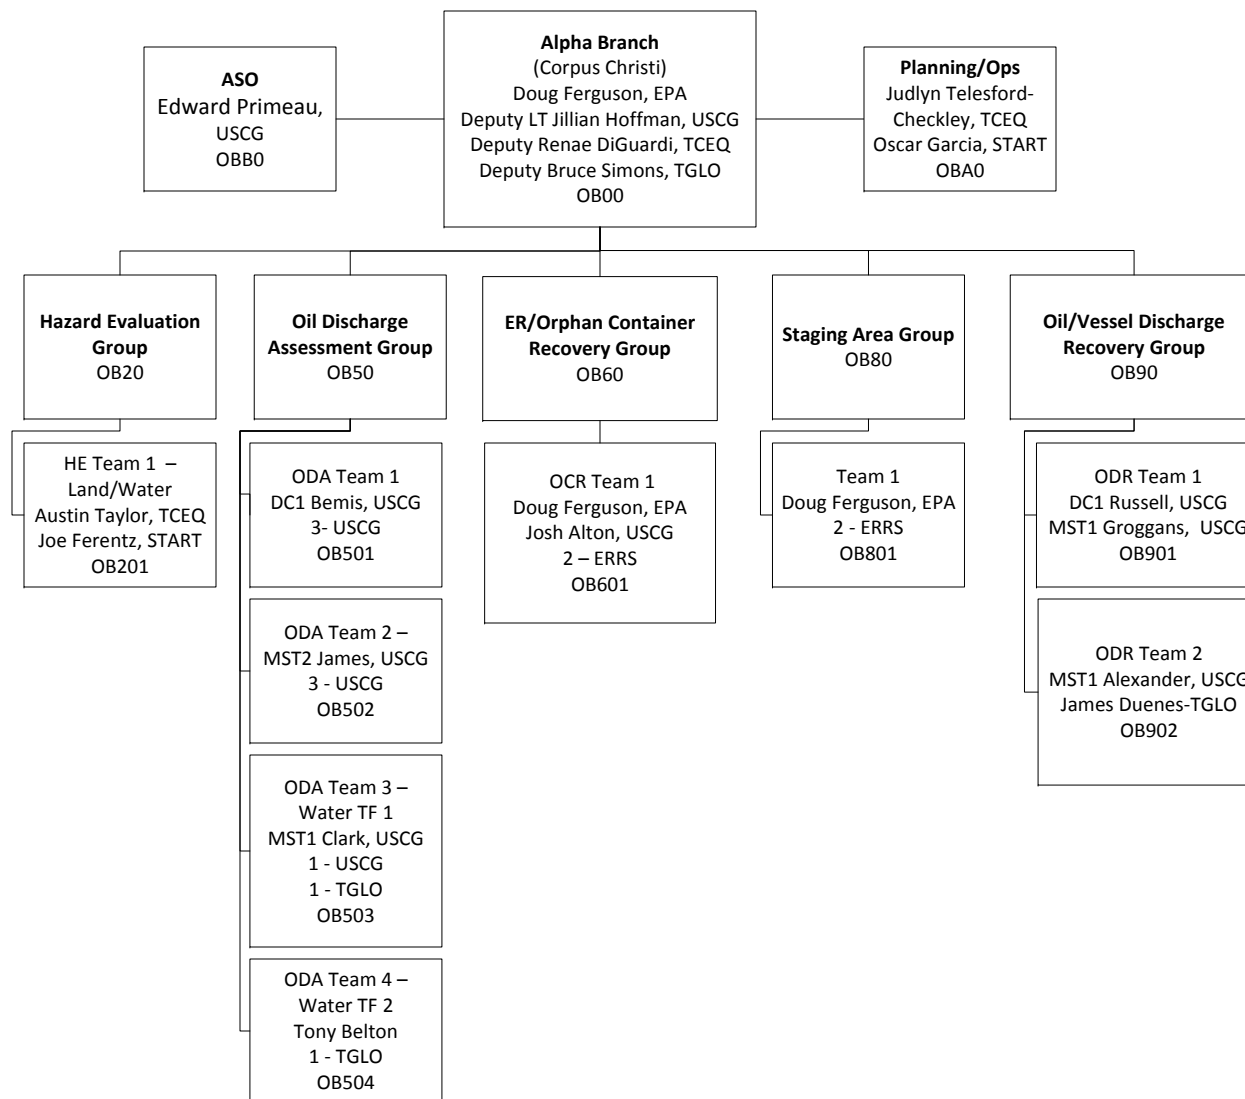 ASO
Edward Primeau,
USCG
OBB0
Alpha Branch
(Corpus Christi)
Doug Ferguson, EPA
Deputy LT Jillian Hoffman, USCG
Deputy Renae DiGuardi, TCEQ
Deputy Bruce Simons, TGLO
OB00
Planning/Ops
Judlyn Telesford-
Checkley, TCEQ
Oscar Garcia, START
OBA0
Hazard Evaluation
Group
OB20
Oil Discharge
Assessment Group
OB50
ER/Orphan Container
Recovery Group
OB60
Staging Area Group
OB80
Oil/Vessel Discharge
Recovery Group
OB90
HE Team 1 –
Land/Water
Austin Taylor, TCEQ
Joe Ferentz, START
OB201
ODA Team 1
DC1 Bemis, USCG
3- USCG
OB501
OCR Team 1
Doug Ferguson, EPA
Josh Alton, USCG
2 – ERRS
OB601
Team 1
Doug Ferguson, EPA
2 - ERRS
OB801
ODR Team 1
DC1 Russell, USCG
MST1 Groggans, USCG
OB901
ODA Team 2 –
MST2 James, USCG
3 - USCG
OB502
ODR Team 2
MST1 Alexander, USCG
James Duenes-TGLO
OB902
ODA Team 3 –
Water TF 1
MST1 Clark, USCG
1 - USCG
1 - TGLO
OB503
ODA Team 4 –
Water TF 2
Tony Belton
1 - TGLO
OB504